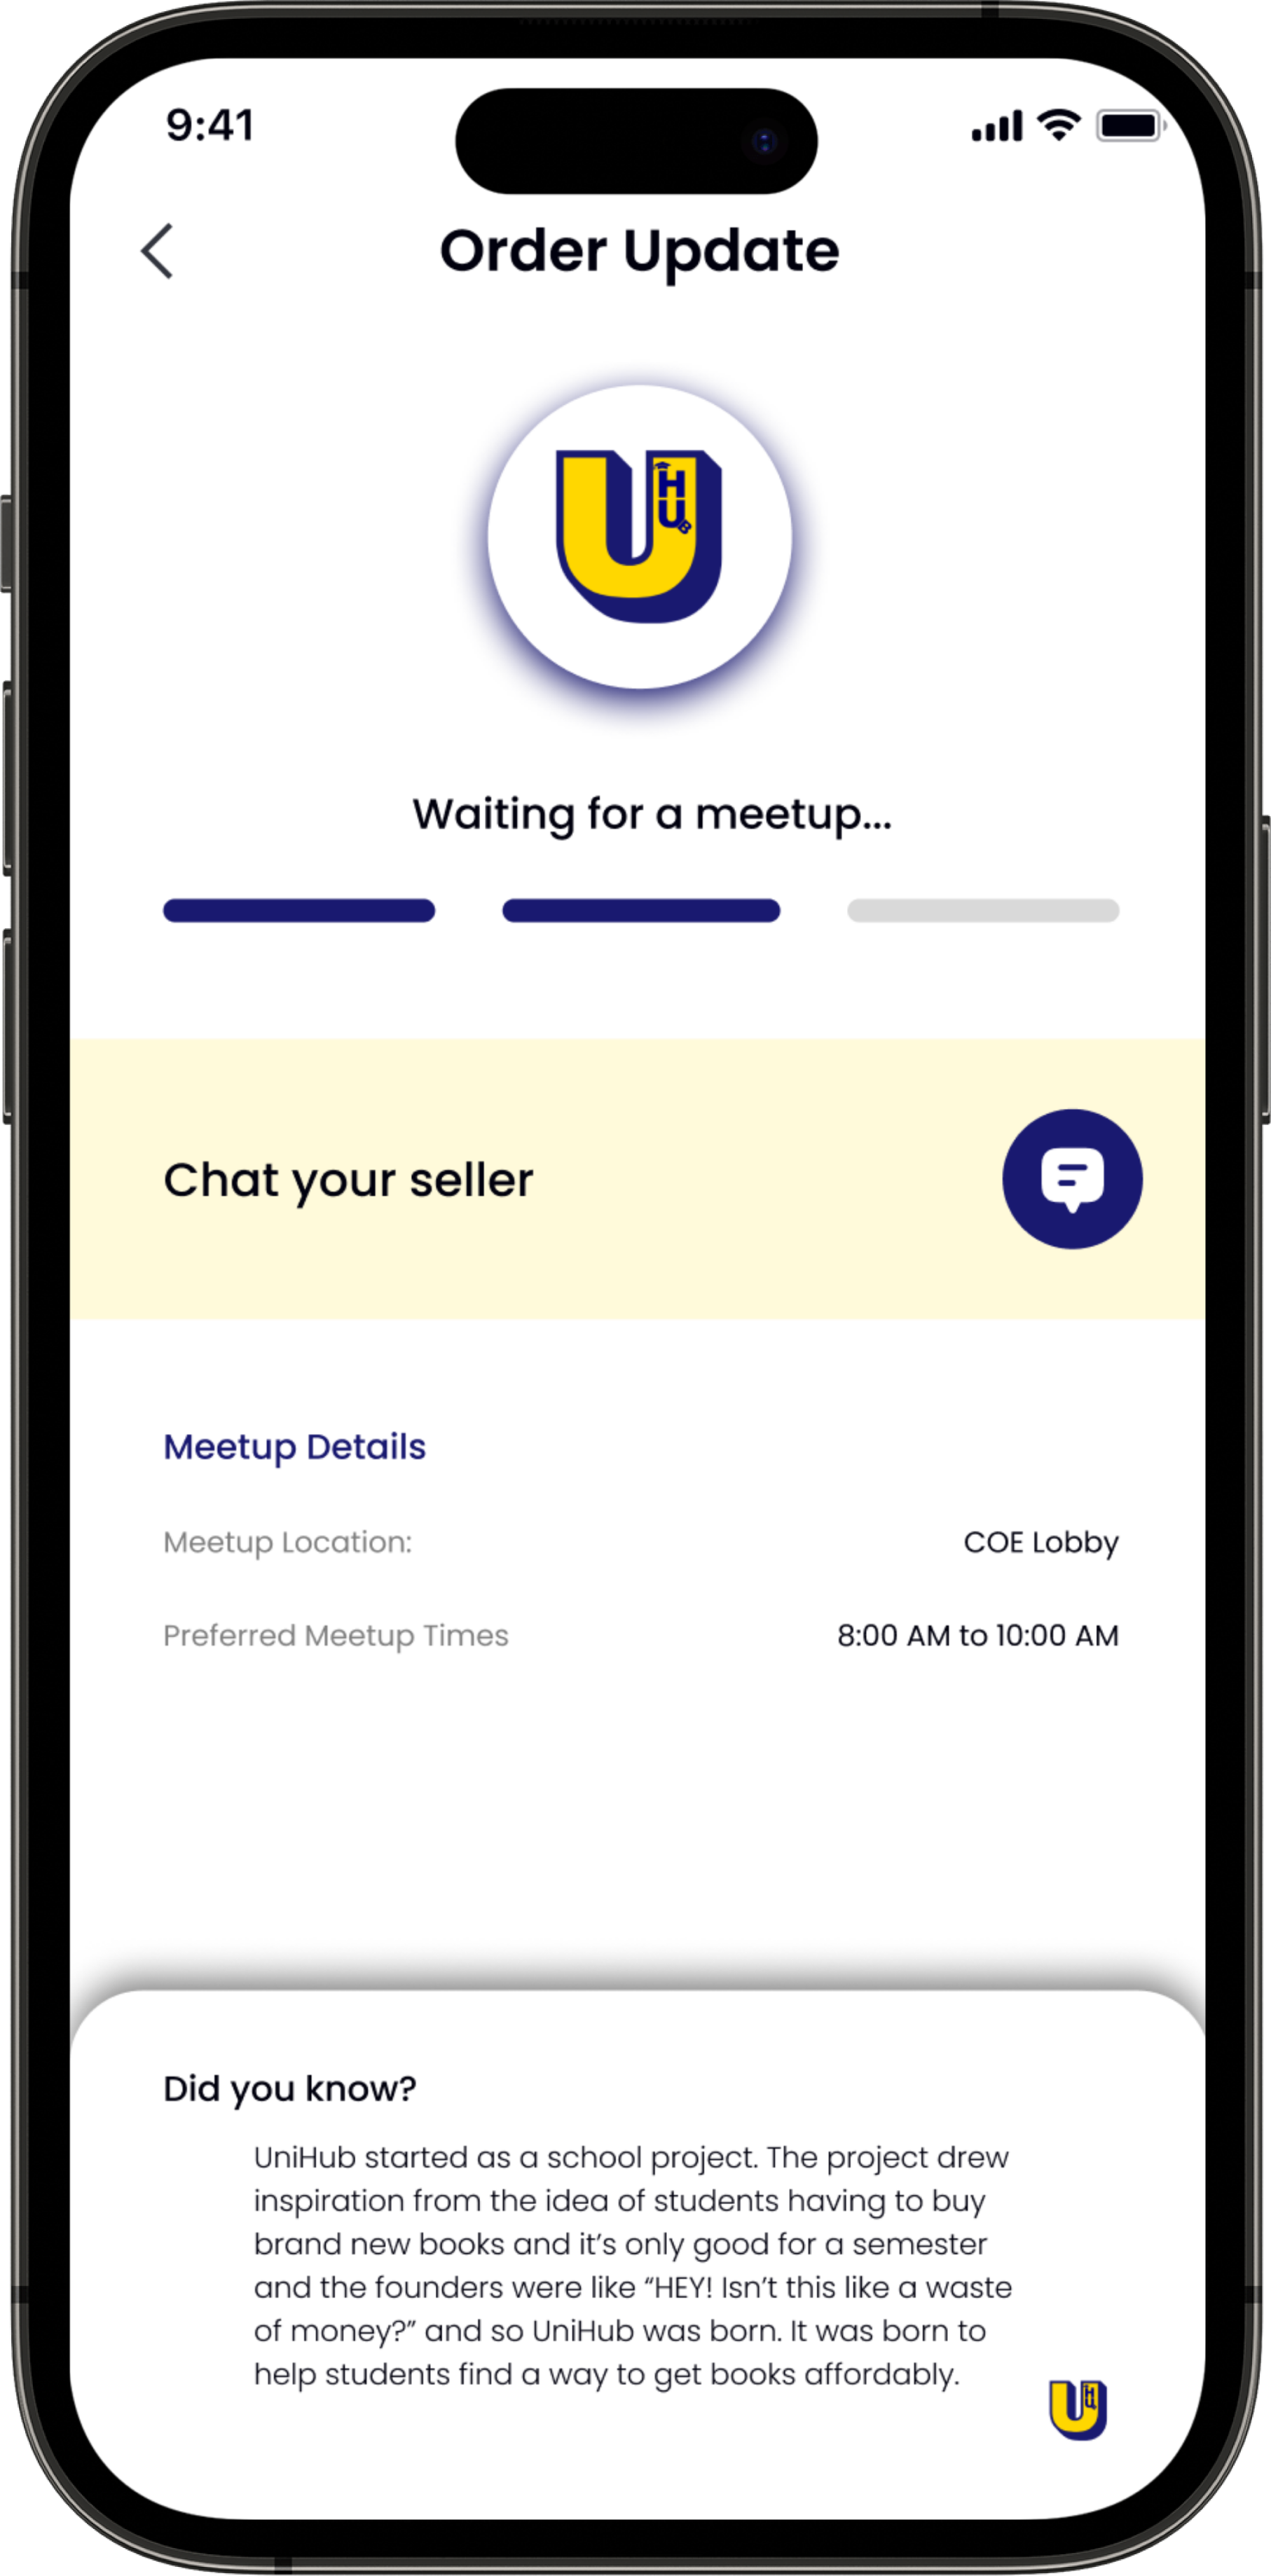 9:41
Order Update
U
HUB
Waiting for a meetup...
Chat your seller
Meetup Details
Meetup Location: COE Lobby
Preferred Meetup Times 8:00 AM to 10:00 AM
Did you know?
UniHub started as a school project. The project drew
inspiration from the idea of students having to buy
brand new books and it’s only good for a semester
and the founders were like “HEY! Isn’t this like a waste
of money?” and so UniHub was born. It was born to
help students find a way to get books affordably.
U
HUB